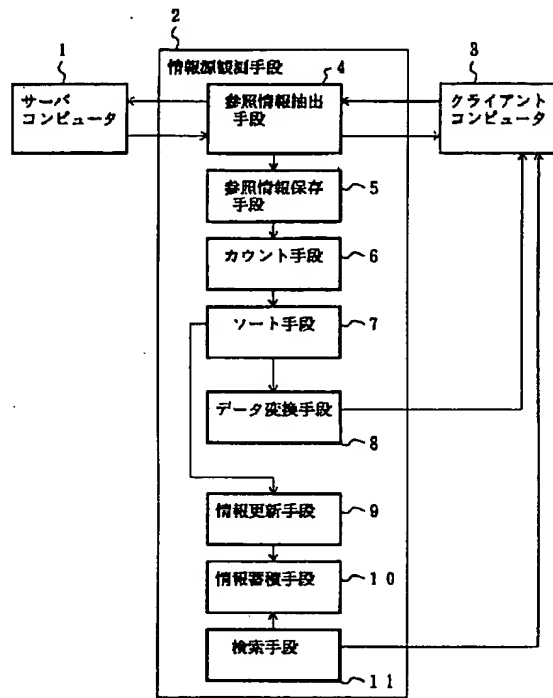 2
情報源観測手段
1
サーバ
コンピュータ
4
参照情報抽出
手段
3
クライアント
コンピュータ
参照情報保存
手段
5
カウント手段
6
ソート手段
7
データ変換手段
8
情報更新手段
9
情報蓄積手段
10
検索手段
11